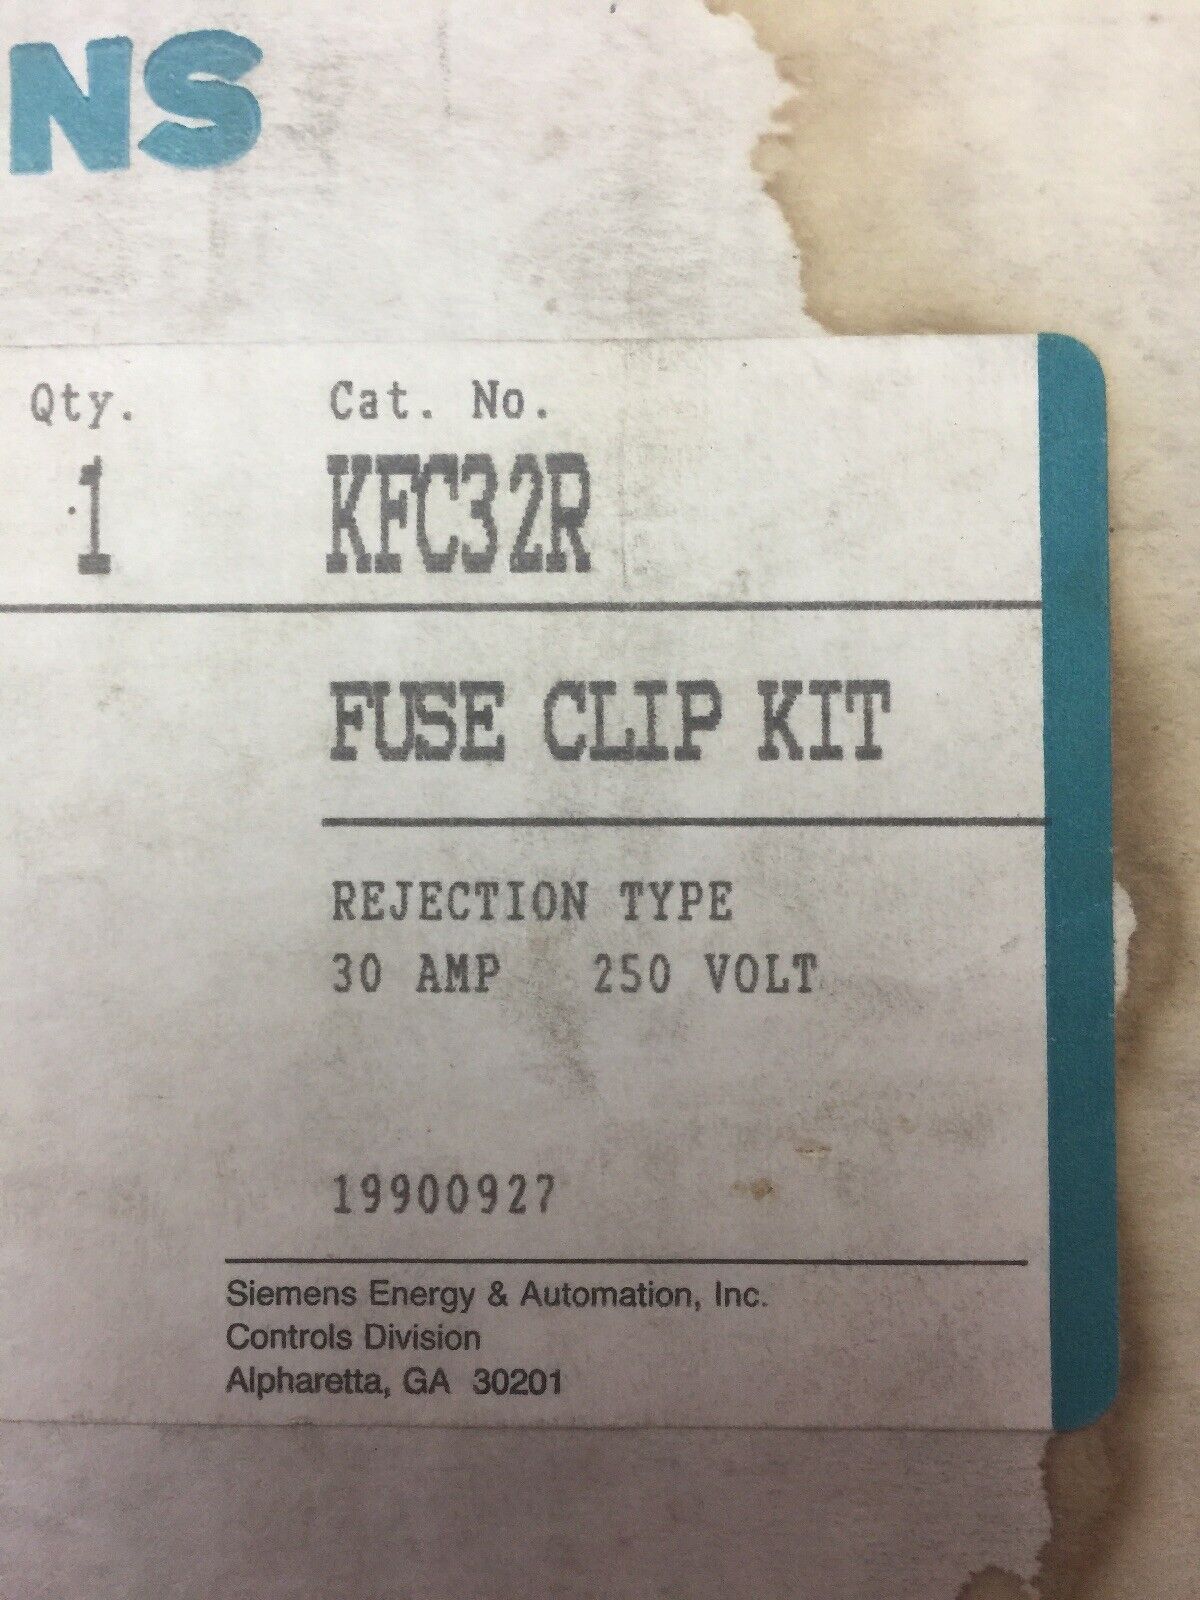 NS
Qty. Cat. No.
1 KFC32R
FUSE CLIP KIT
REJECTION TYPE
30 AMP 250 VOLT
19900927
Siemens Energy & Automation, Inc.
Controls Division
Alpharetta, GA 30201